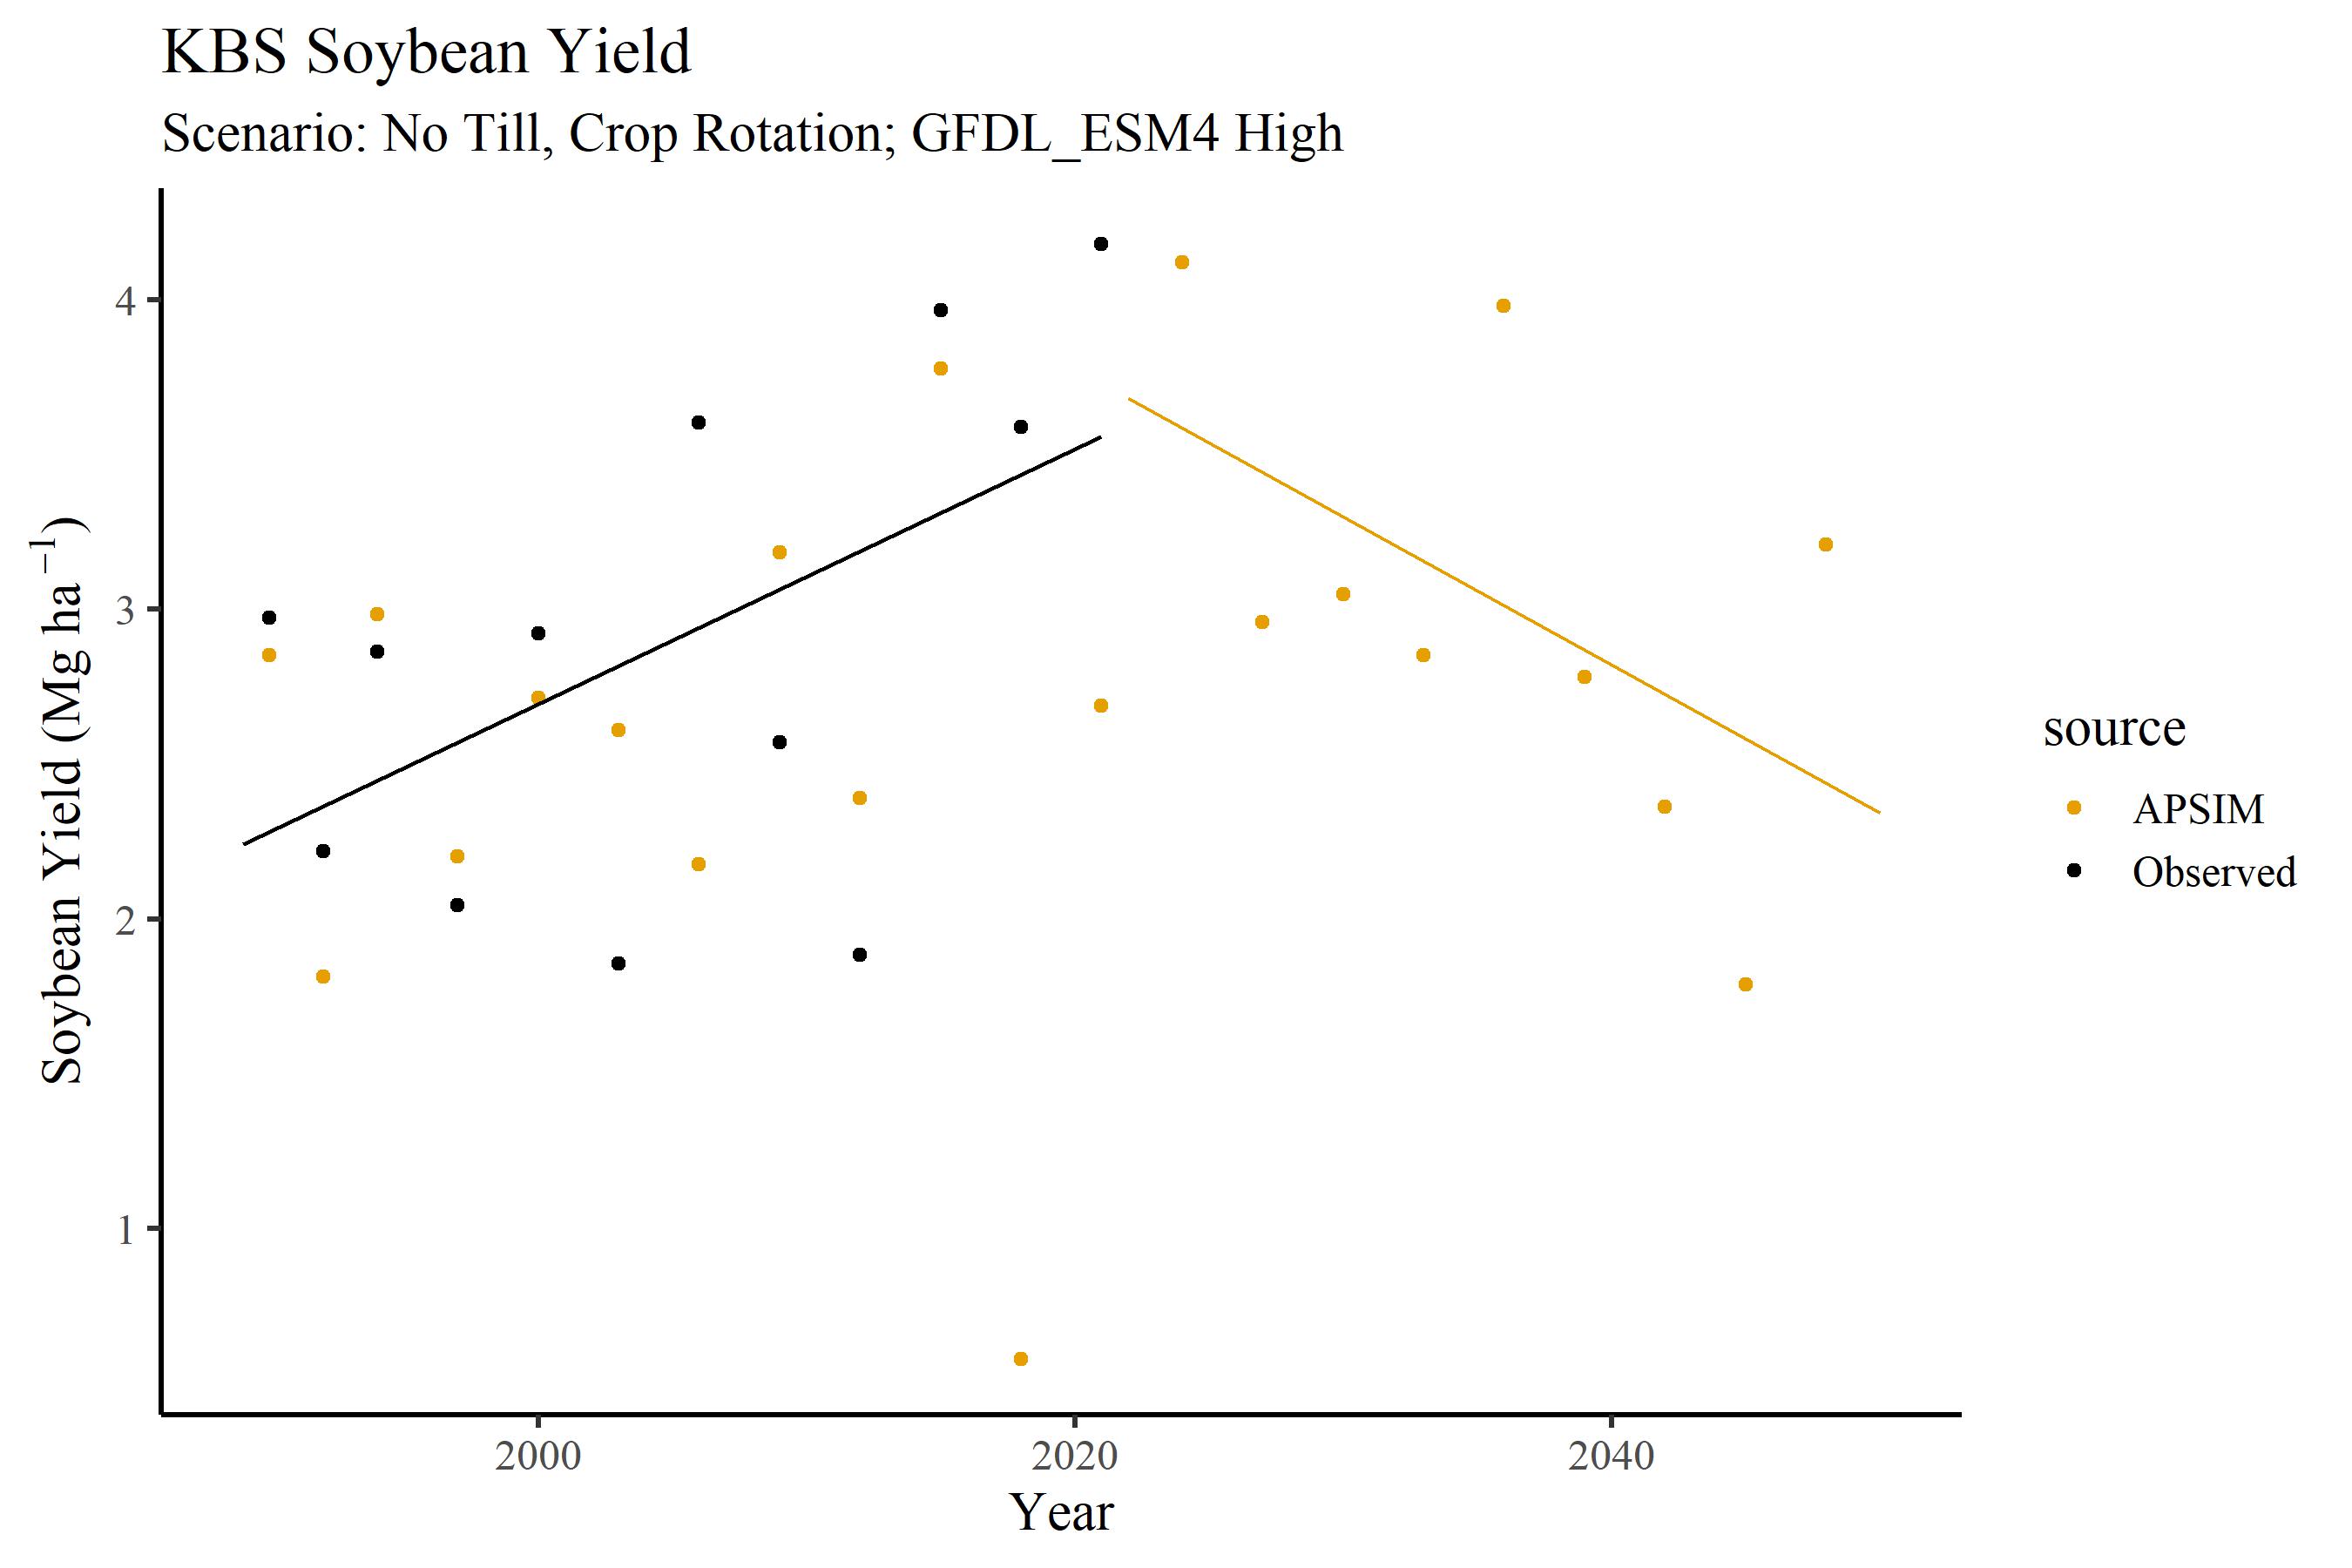 KBS Soybean Yield
Scenario: No Till, Crop Rotation; GFDL_ESM4 High
Soybean Yield (Mg ha⁻¹)
4
3
2
1
2000
2020
2040
Year
source
APSIM
Observed